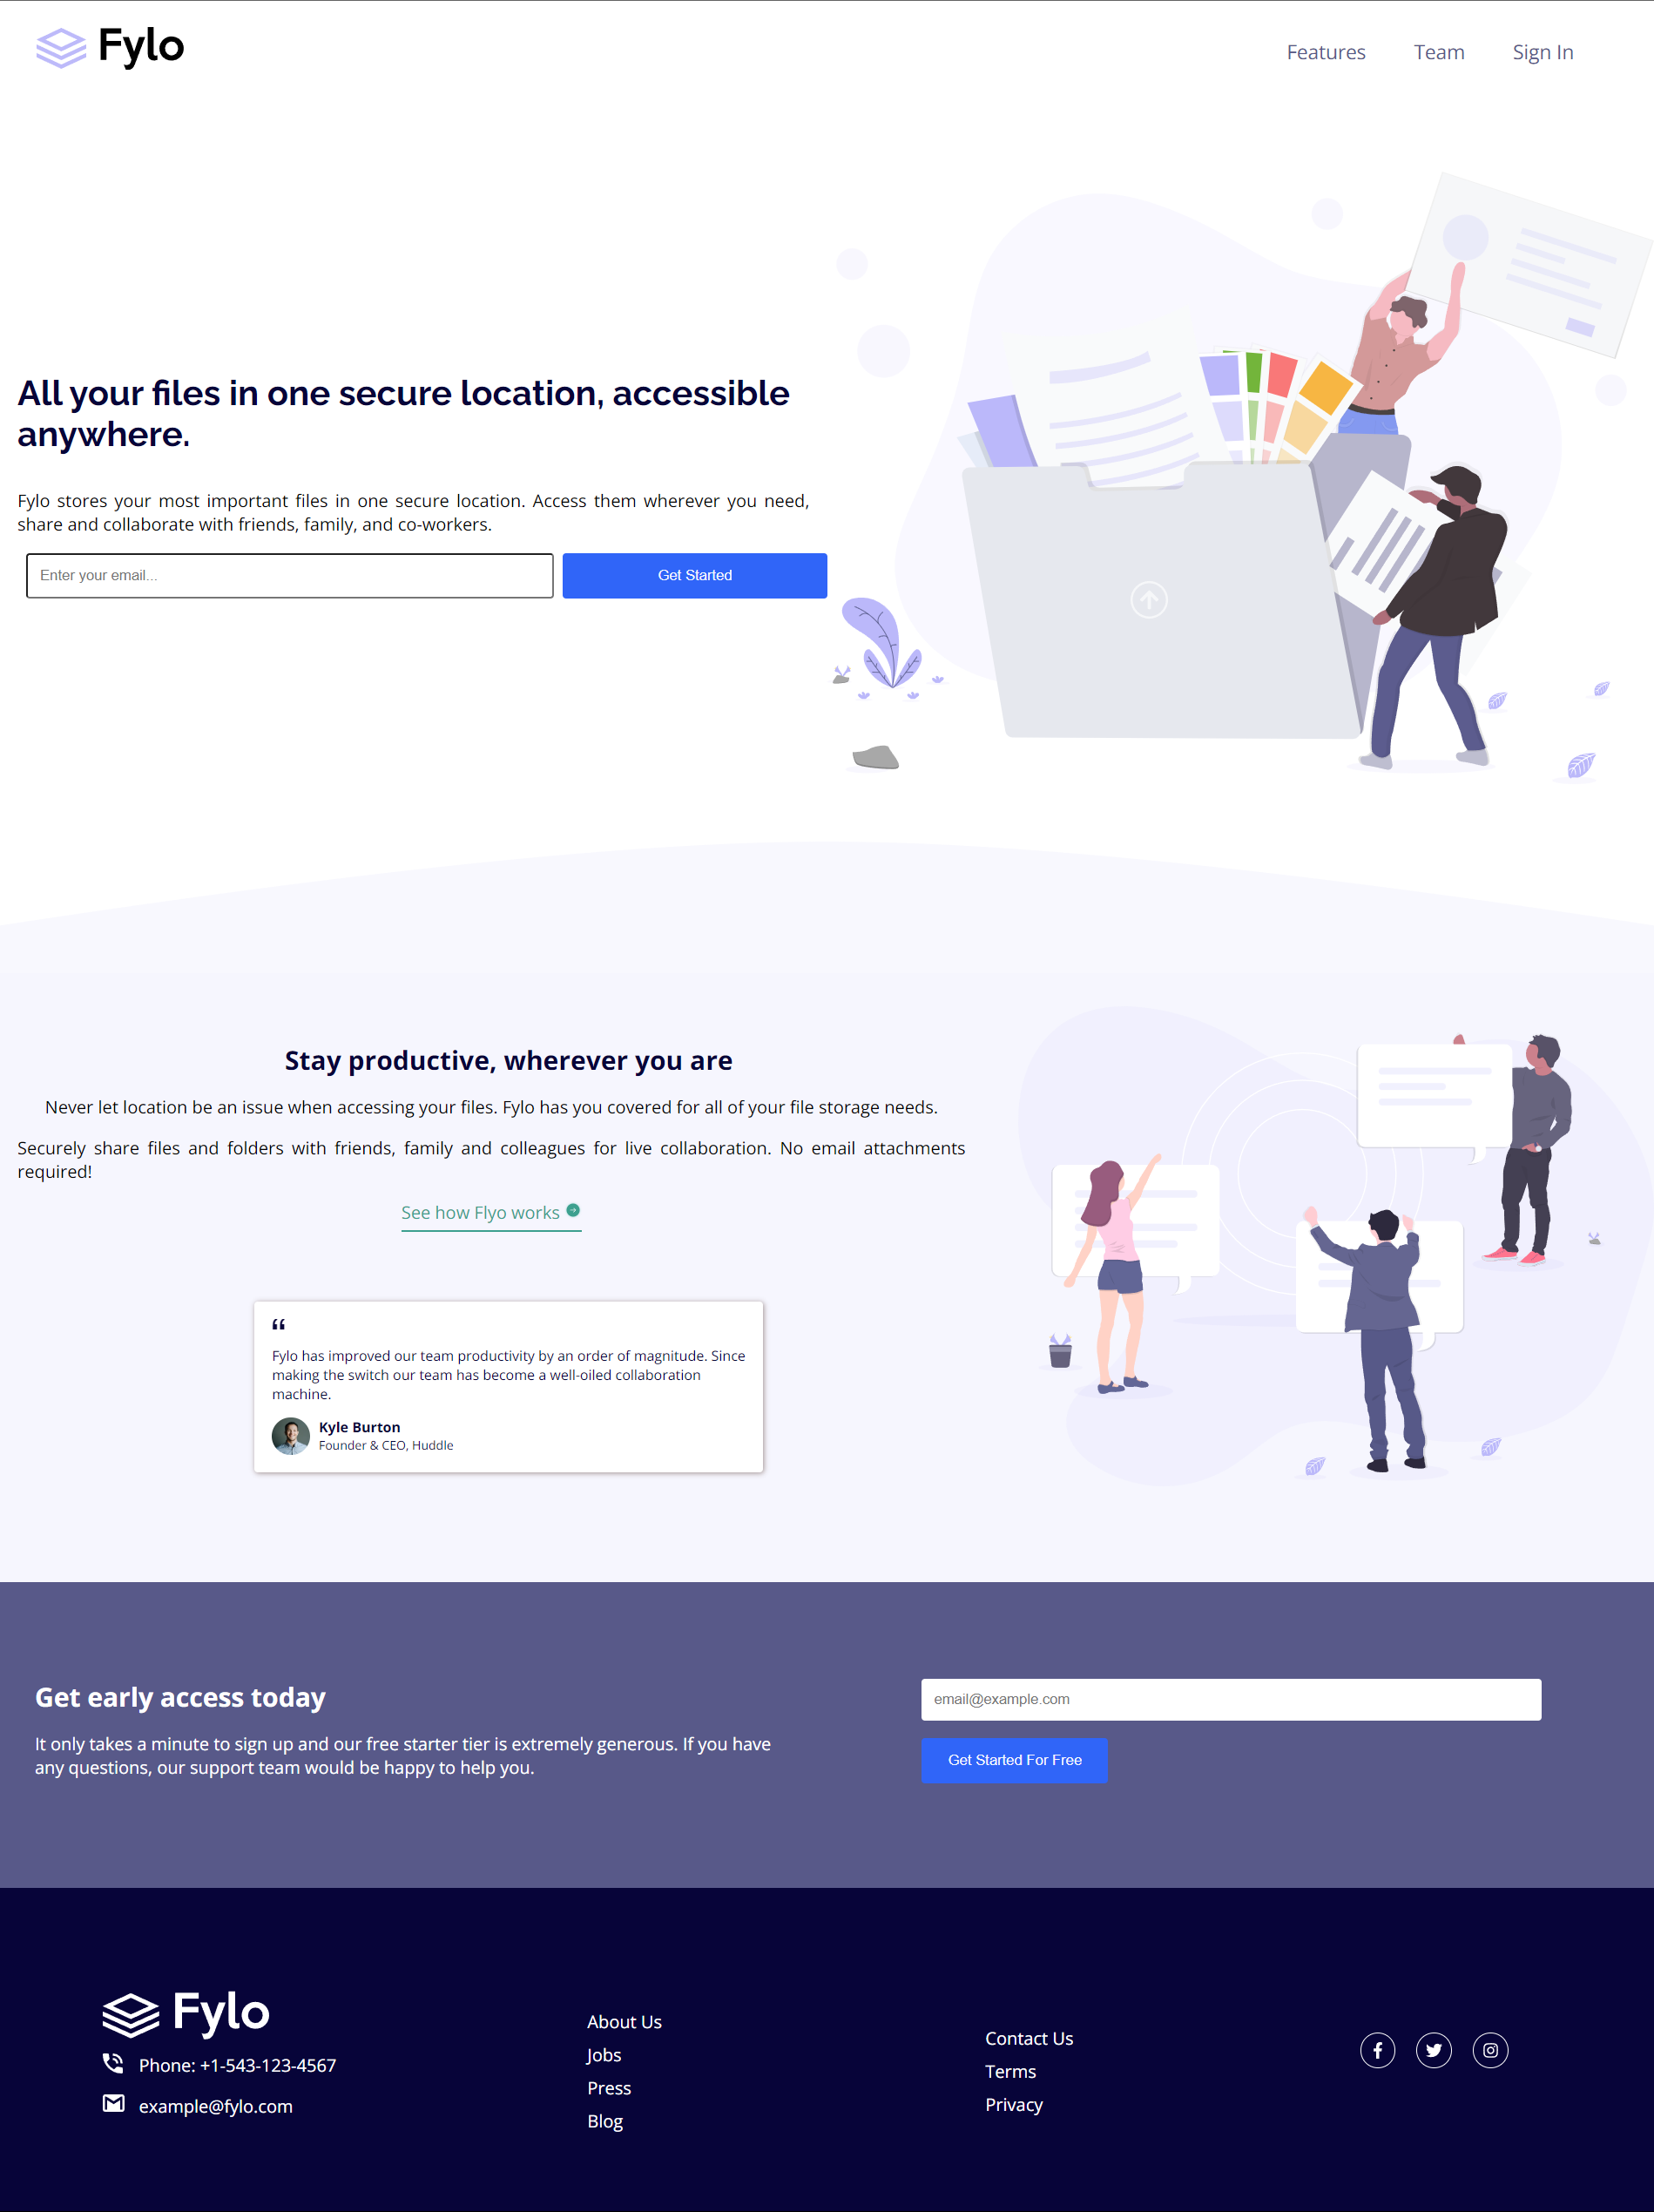 Fylo
Features
Team
Sign In
All your files in one secure location, accessible
anywhere.
Fylo stores your most important files in one secure location. Access them wherever you need,
share and collaborate with friends, family, and co-workers.
Enter your email...
Get Started
Stay productive, wherever you are
Never let location be an issue when accessing your files. Fylo has you covered for all of your file storage needs.
Securely share files and folders with friends, family and colleagues for live collaboration. No email attachments
required!
See how Flyo works
“
Fylo has improved our team productivity by an order of magnitude. Since
making the switch our team has become a well-oiled collaboration
machine.
Kyle Burton
Founder & CEO, Huddle
Get early access today
It only takes a minute to sign up and our free starter tier is extremely generous. If you have
any questions, our support team would be happy to help you.
email@example.com
Get Started For Free
Fylo
Phone: +1-543-123-4567
example@fylo.com
About Us
Jobs
Press
Blog
Contact Us
Terms
Privacy